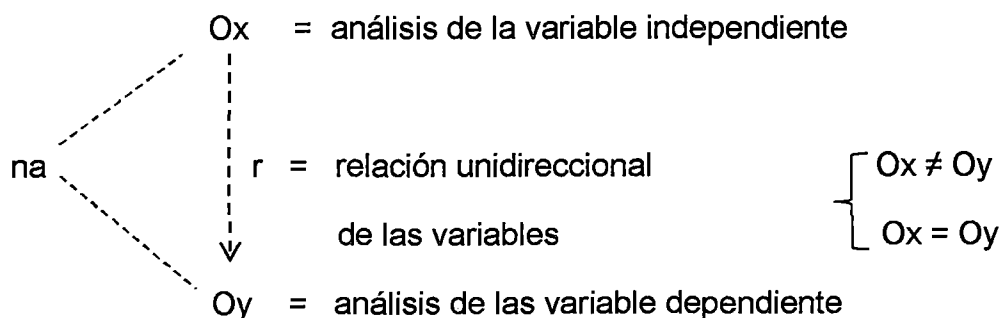 Ox = análisis de la variable independiente
na r = relación unidireccional Ox ≠ Oy
de las variables Ox = Oy
Oy = análisis de las variable dependiente